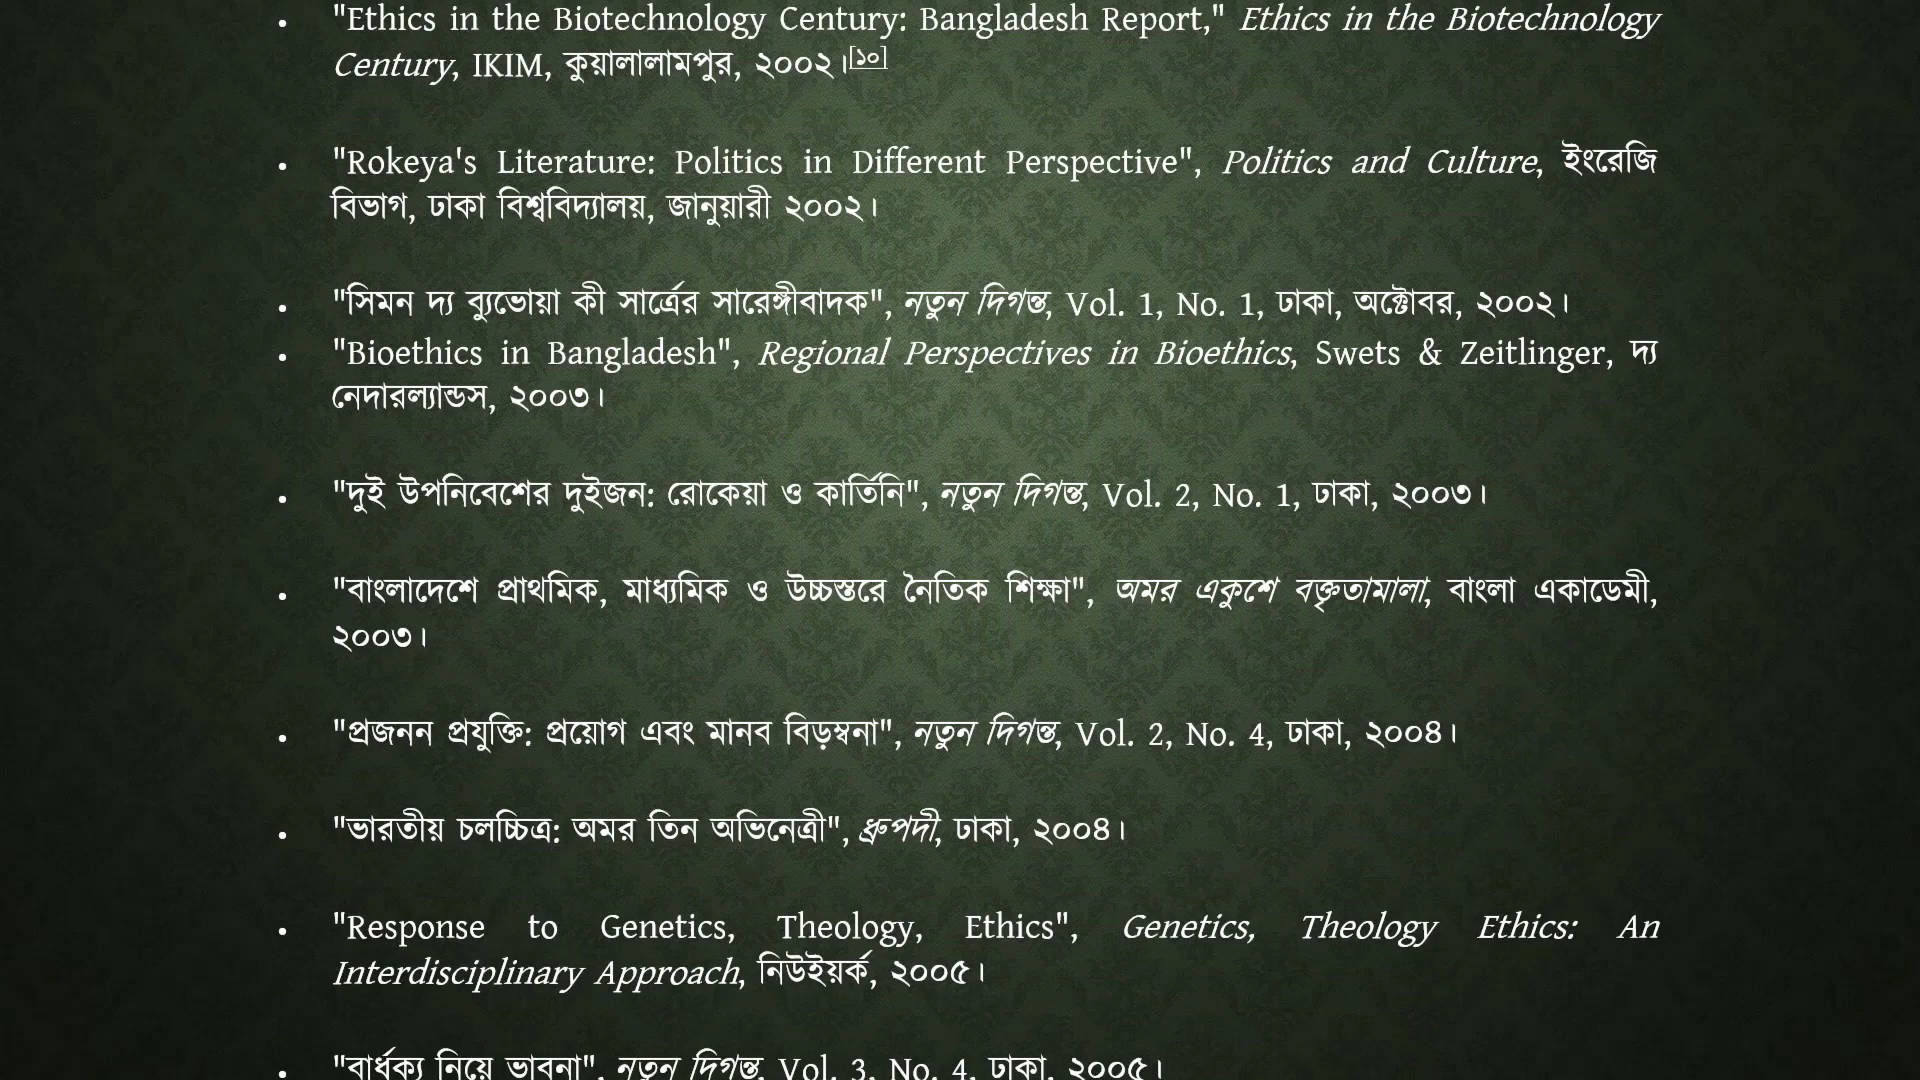 • "Ethics in the Biotechnology Century: Bangladesh Report," Ethics in the Biotechnology
Century, IKIM, কুয়ালালামপুর, ২০০২।[১০]
• "Rokeya's Literature: Politics in Different Perspective", Politics and Culture, ইংরেজি
বিভাগ, ঢাকা বিশ্ববিদ্যালয়, জানুয়ারী ২০০২।
• "সিমন দ্য ব্যুভোয়া কী সার্ত্রের সারেঙ্গীবাদক", নতুন দিগন্ত, Vol. 1, No. 1, ঢাকা, অক্টোবর, ২০০২।
• "Bioethics in Bangladesh", Regional Perspectives in Bioethics, Swets & Zeitlinger, দ্য
নেদারল্যান্ডস, ২০০৩।
• "দুই উপনিবেশের দুইজন: রোকেয়া ও কার্তিনি", নতুন দিগন্ত, Vol. 2, No. 1, ঢাকা, ২০০৩।
• "বাংলাদেশে প্রাথমিক, মাধ্যমিক ও উচ্চস্তরে নৈতিক শিক্ষা", অমর একুশে বক্তৃতামালা, বাংলা একাডেমী,
২০০৩।
• "প্রজনন প্রযুক্তি: প্রয়োগ এবং মানব বিড়ম্বনা", নতুন দিগন্ত, Vol. 2, No. 4, ঢাকা, ২০০৪।
• "ভারতীয় চলচ্চিত্র: অমর তিন অভিনেত্রী", ধ্রুপদী, ঢাকা, ২০০৪।
• "Response to Genetics, Theology, Ethics", Genetics, Theology Ethics: An
Interdisciplinary Approach, নিউইয়র্ক, ২০০৫।
• "বার্ধক্য নিয়ে ভাবনা", নতুন দিগন্ত, Vol. 3, No. 4, ঢাকা, ২০০৫।